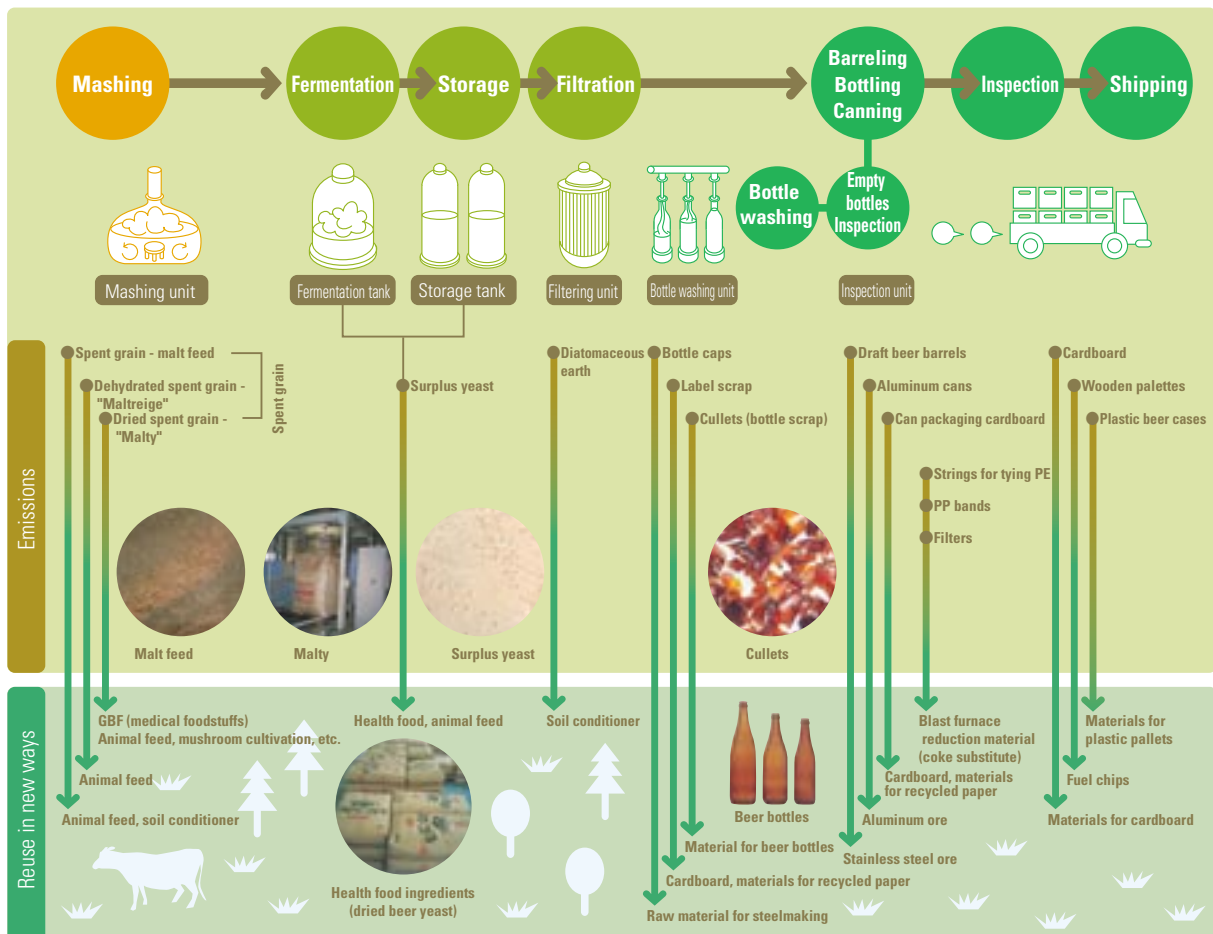 Mashing
Fermentation
Storage
Filtration
Barreling
Bottling
Canning
Inspection
Shipping
Bottle
washing
Empty
bottles
Inspection
Mashing unit
Fermentation tank
Storage tank
Filtering unit
Bottle washing unit
Inspection unit
Emissions
Spent grain - malt feed
Dehydrated spent grain -
"Maltreige"
Dried spent grain -
"Malty"
Spent grain
Surplus yeast
Diatomaceous
earth
Bottle caps
Label scrap
Cullets (bottle scrap)
Draft beer barrels
Aluminum cans
Can packaging cardboard
Strings for tying PE
PP bands
Filters
Cardboard
Wooden palettes
Plastic beer cases
Malt feed
Malty
Surplus yeast
Cullets
Reuse in new ways
GBF (medical foodstuffs)
Animal feed, mushroom cultivation, etc.
Animal feed
Animal feed, soil conditioner
Health food, animal feed
Health food ingredients
(dried beer yeast)
Soil conditioner
Beer bottles
Material for beer bottles
Cardboard, materials for recycled paper
Raw material for steelmaking
Blast furnace
reduction material
(coke substitute)
Cardboard, materials
for recycled paper
Aluminum ore
Stainless steel ore
Materials for
plastic pallets
Fuel chips
Materials for cardboard